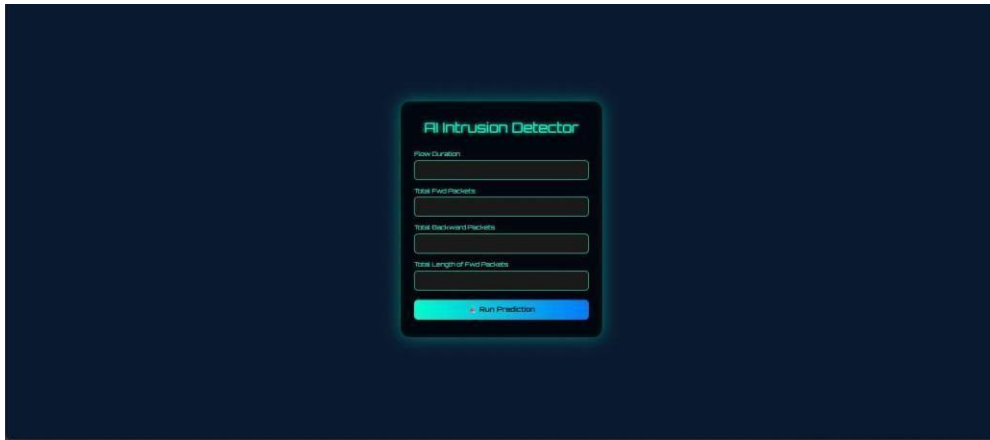 AI Intrusion Detector
Flow Duration
Total Fwd Packets
Total Backward Packets
Total Length of Fwd Packets
Run Prediction